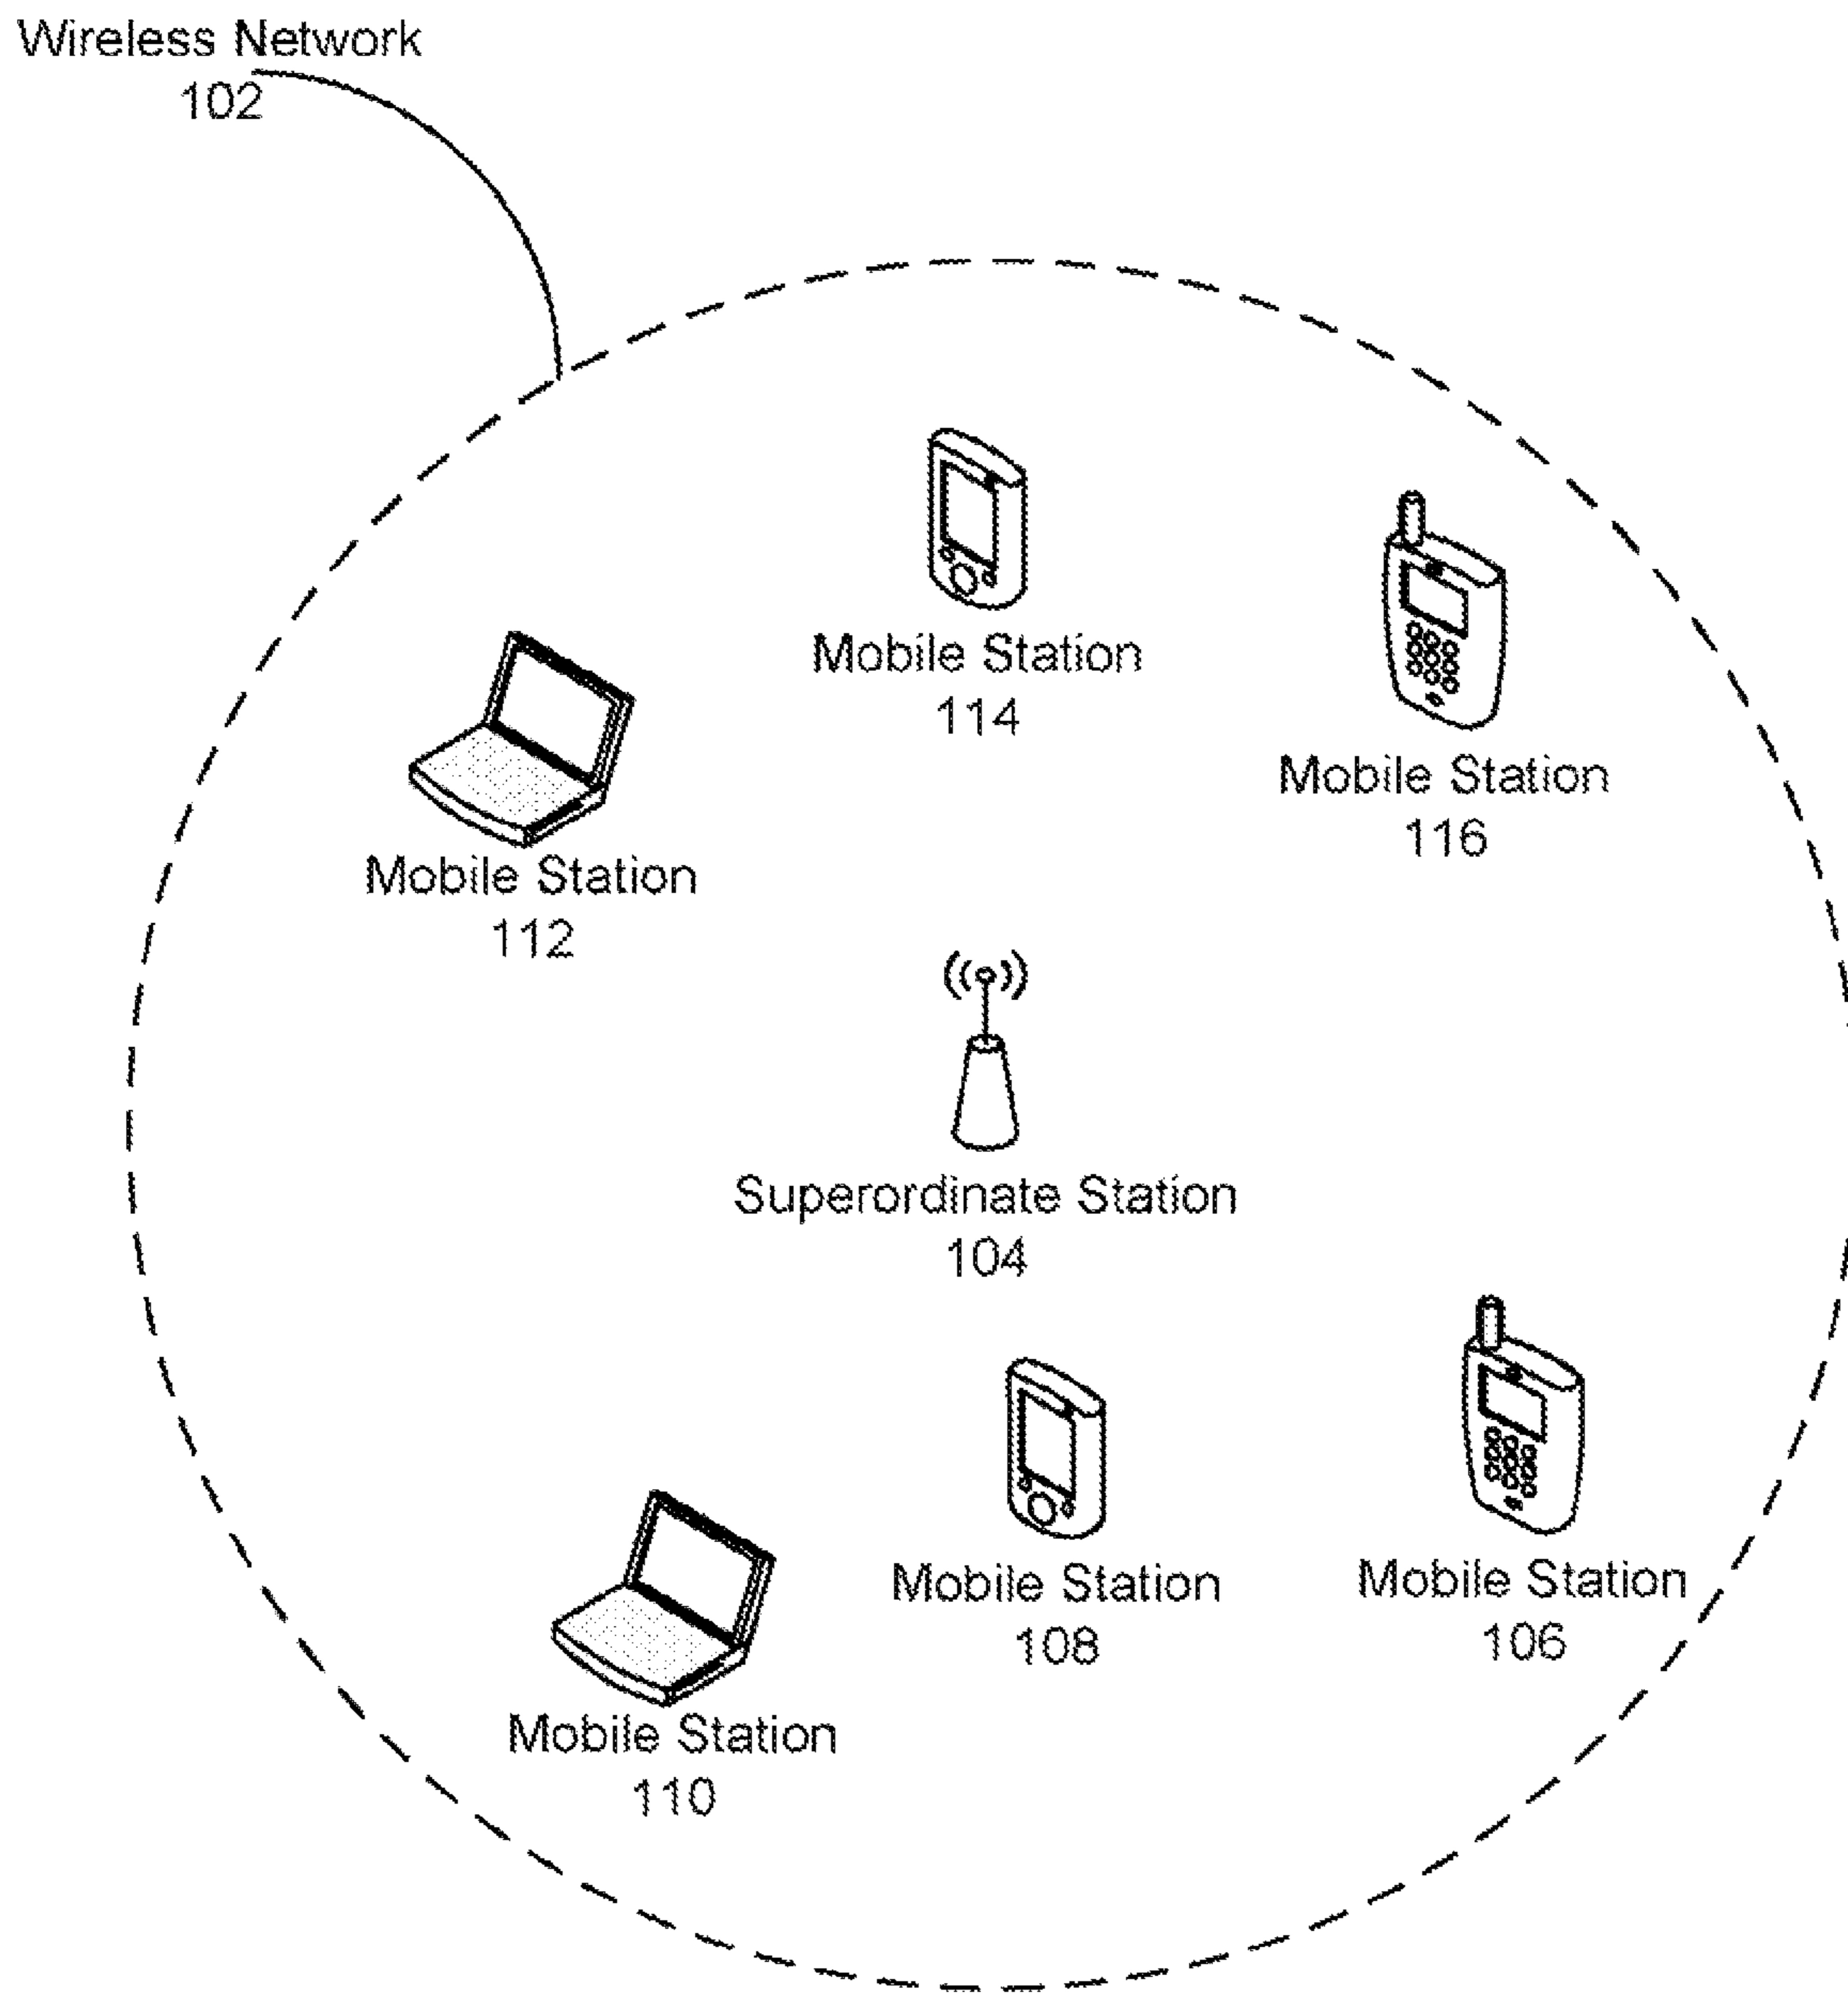 Wireless Network
102
Mobile Station
114
Mobile Station
116
Mobile Station
112
Superordinate Station
104
Mobile Station
108
Mobile Station
106
Mobile Station
110